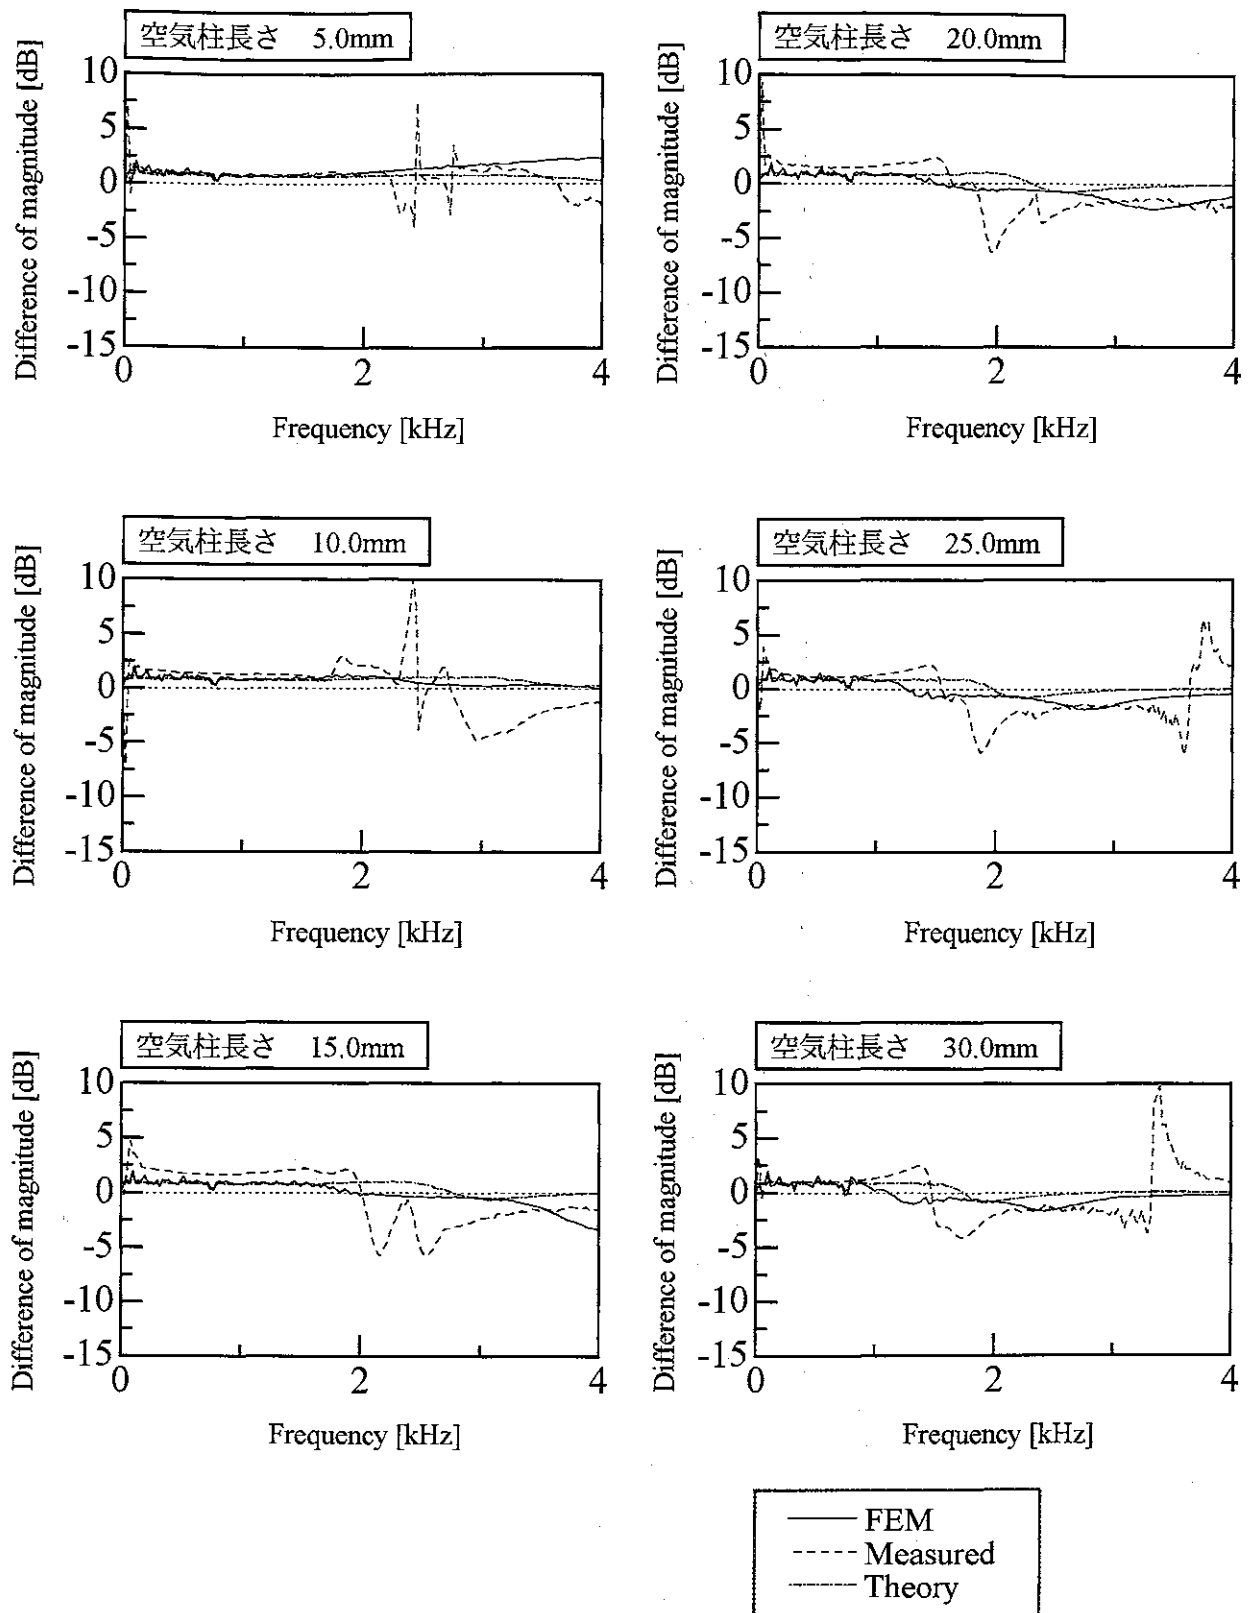 空気柱長さ 5.0mm
Difference of magnitude [dB]
10
5
0
-5
-10
-15
0 2 4
Frequency [kHz]
空気柱長さ 20.0mm
Difference of magnitude [dB]
10
5
0
-5
-10
-15
0 2 4
Frequency [kHz]
空気柱長さ 10.0mm
Difference of magnitude [dB]
10
5
0
-5
-10
-15
0 2 4
Frequency [kHz]
空気柱長さ 25.0mm
Difference of magnitude [dB]
10
5
0
-5
-10
-15
0 2 4
Frequency [kHz]
空気柱長さ 15.0mm
Difference of magnitude [dB]
10
5
0
-5
-10
-15
0 2 4
Frequency [kHz]
空気柱長さ 30.0mm
Difference of magnitude [dB]
10
5
0
-5
-10
-15
0 2 4
Frequency [kHz]
FEM
Measured
Theory